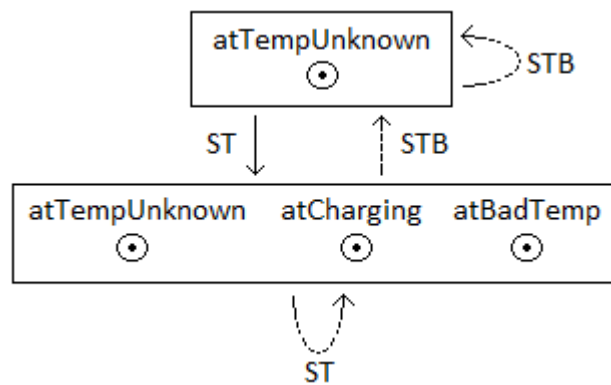 atTempUnknown
STB
ST STB
atTempUnknown atCharging atBadTemp
ST